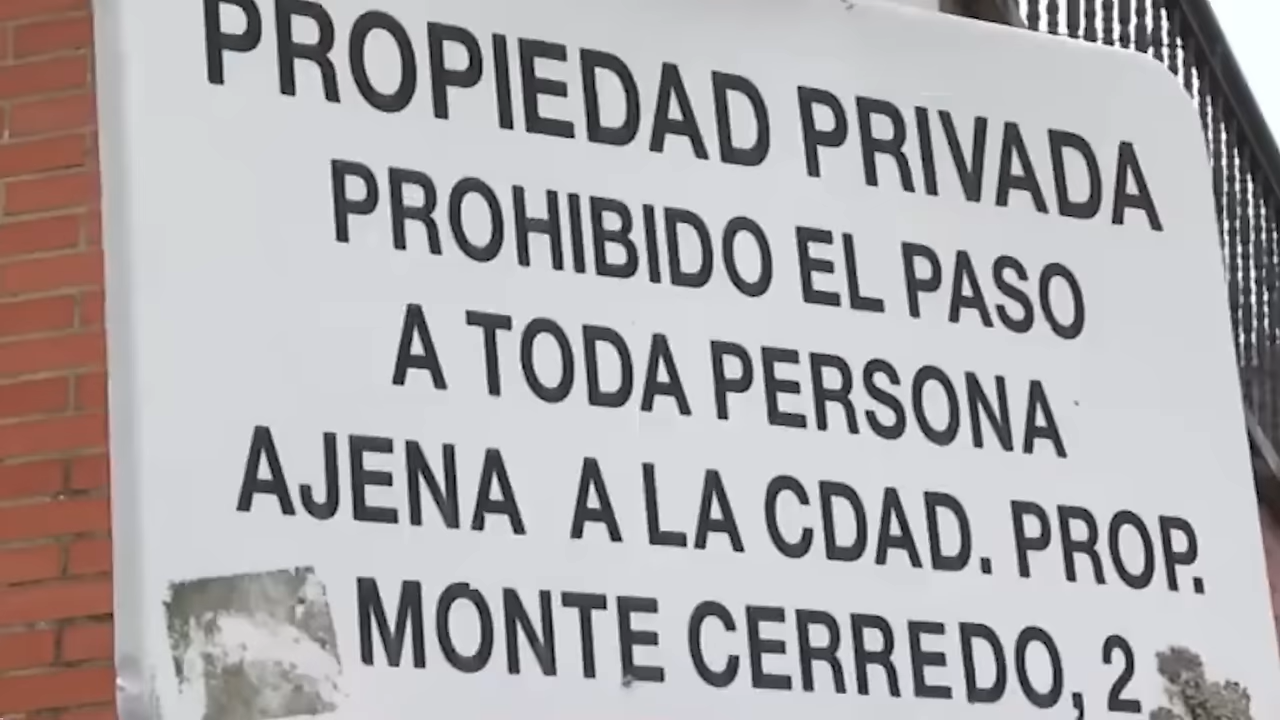 PROPIEDAD PRIVADA
PROHIBIDO EL PASO
A TODA PERSONA
AJENA A LA CDAD. PROP.
MONTE CERREDO, 2